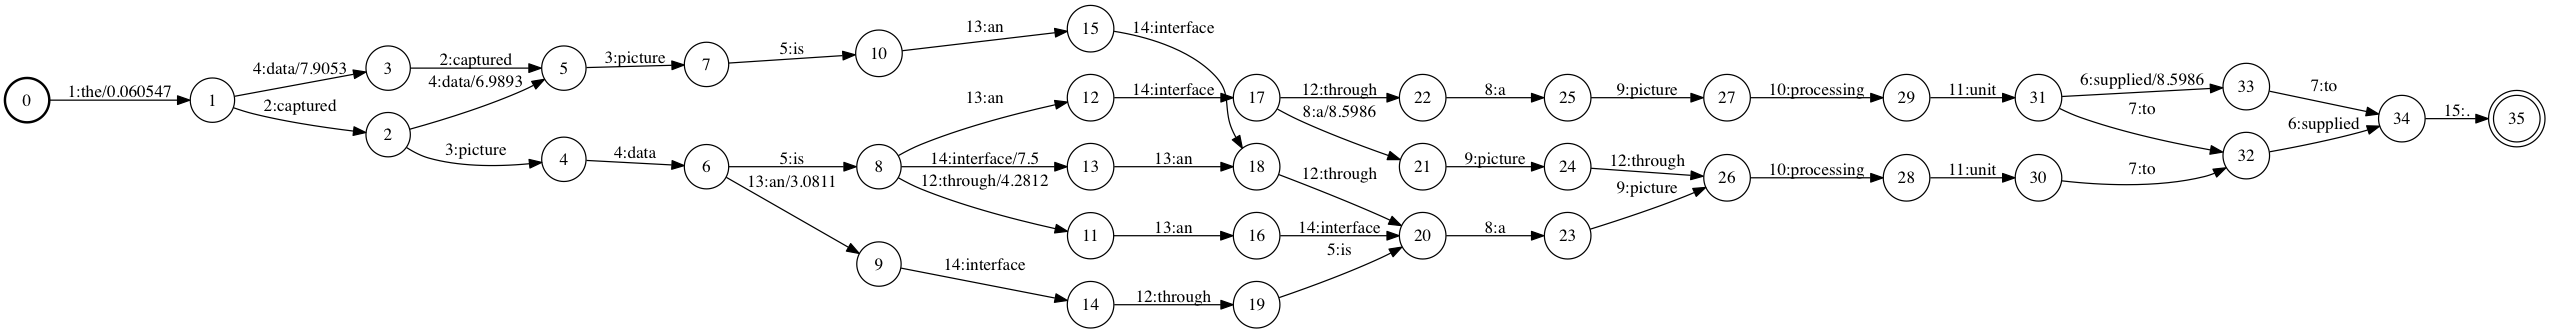 0 1:the/0.060547 1
4:data/7.9053 3 2:captured 5 3:picture 7 5:is 10 13:an 15 14:interface
2:captured 2 4:data/6.9893
3:picture 4 4:data 6
5:is 8 13:an 12 14:interface 17 12:through 22 8:a 25 9:picture 27 10:processing 29 11:unit 31 6:supplied/8.5986 33 7:to 34 15:. 35
8:a/8.5986 21 9:picture 24 12:through 26 10:processing 28 11:unit 30 7:to 32 6:supplied
7:to
14:interface/7.5 13 13:an 18 12:through
12:through/4.2812 11 13:an 16 14:interface 20 8:a 23 9:picture
13:an/3.0811 9 14:interface 14 12:through 19 5:is